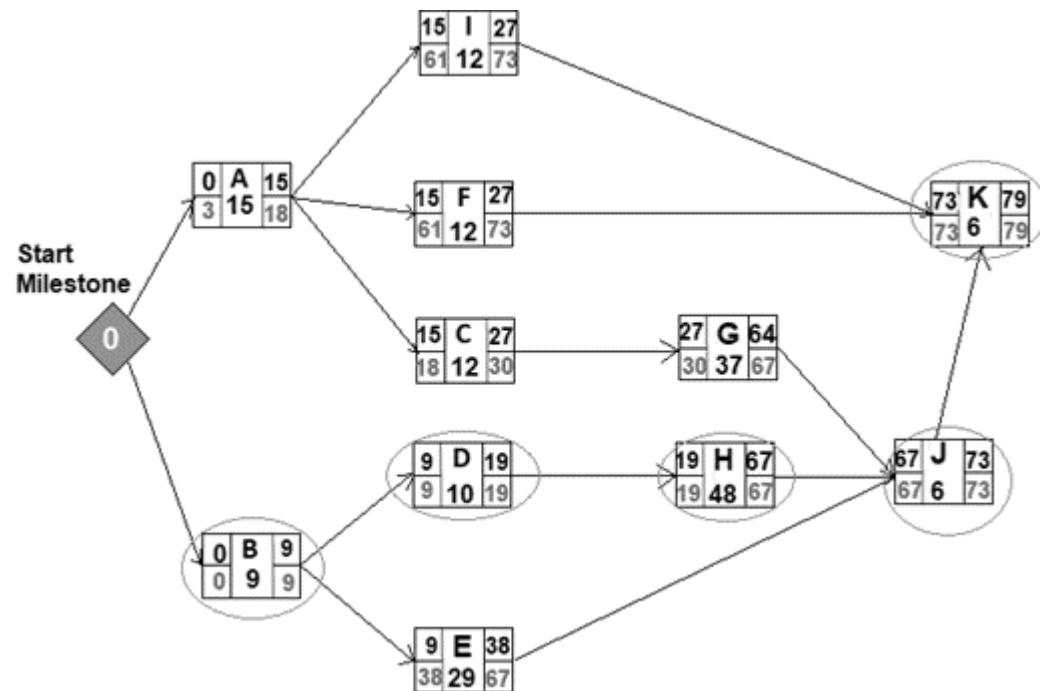 15 I 27
61 12 73
0 A 15
3 15 18
15 F 27
61 12 73
73 K 79
73 6 79
Start
Milestone
0
15 C 27
18 12 30
27 G 64
30 37 67
9 D 19
9 10 19
19 H 67
19 48 67
67 J 73
67 6 73
0 B 9
0 9 9
9 E 38
38 29 67